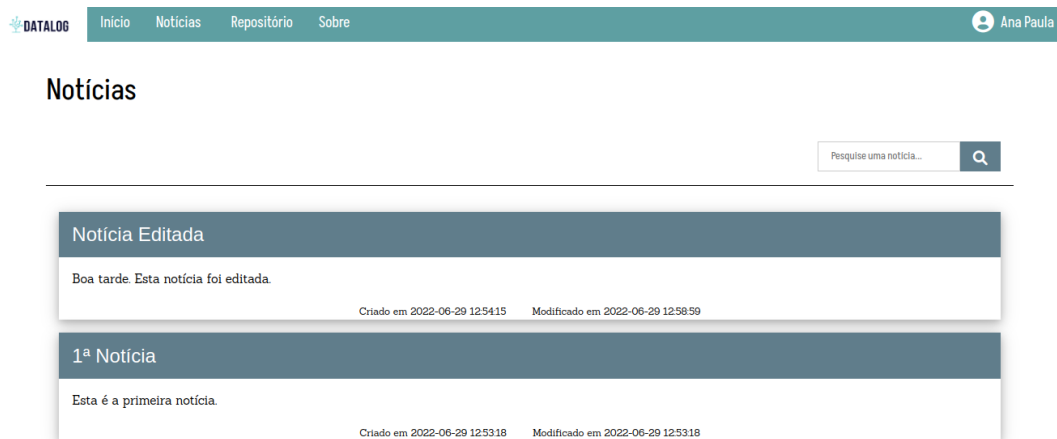 DATALOG Início Notícias Repositório Sobre Ana Paula
Notícias
Pesquise uma notícia...
Notícia Editada
Boa tarde. Esta notícia foi editada.
Criado em 2022-06-29 12:54:15 Modificado em 2022-06-29 12:58:59
1ª Notícia
Esta é a primeira notícia.
Criado em 2022-06-29 12:53:18 Modificado em 2022-06-29 12:53:18